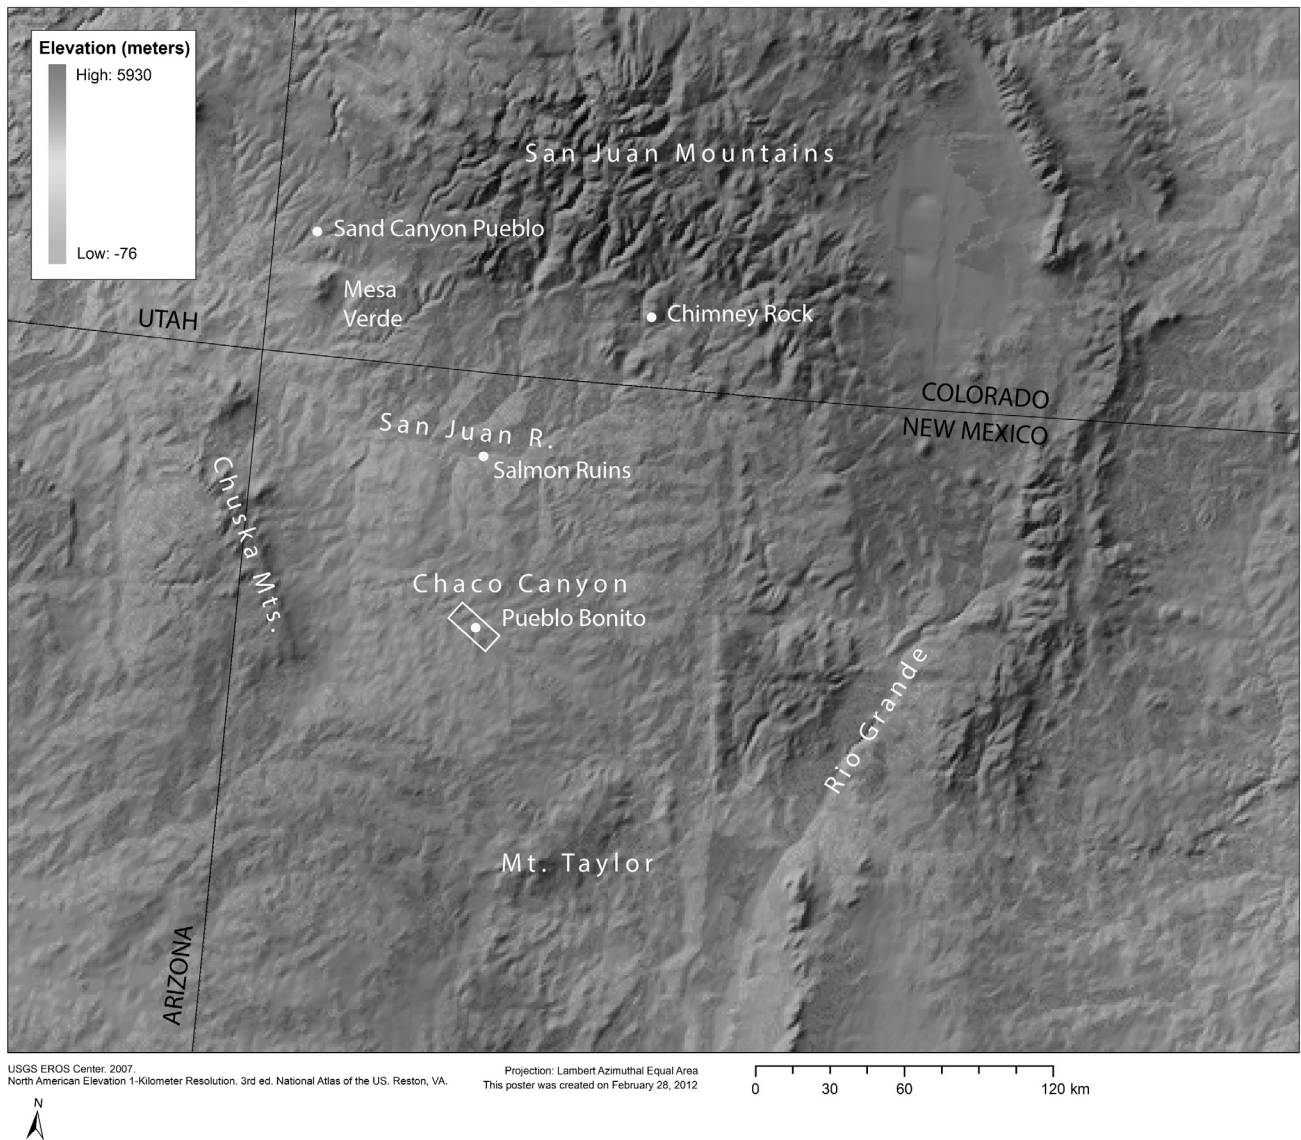 Elevation (meters)
High: 5930
Low: -76
San Juan Mountains
Sand Canyon Pueblo
Mesa
Verde
Chimney Rock
UTAH
COLORADO
NEW MEXICO
San Juan R.
Salmon Ruins
Chuska Mts.
Chaco Canyon
Pueblo Bonito
Rio Grande
Mt. Taylor
ARIZONA
USGS EROS Center. 2007.
North American Elevation 1-Kilometer Resolution. 3rd ed. National Atlas of the US. Reston, VA.
Projection: Lambert Azimuthal Equal Area
This poster was created on February 28, 2012
0 30 60 120 km
N